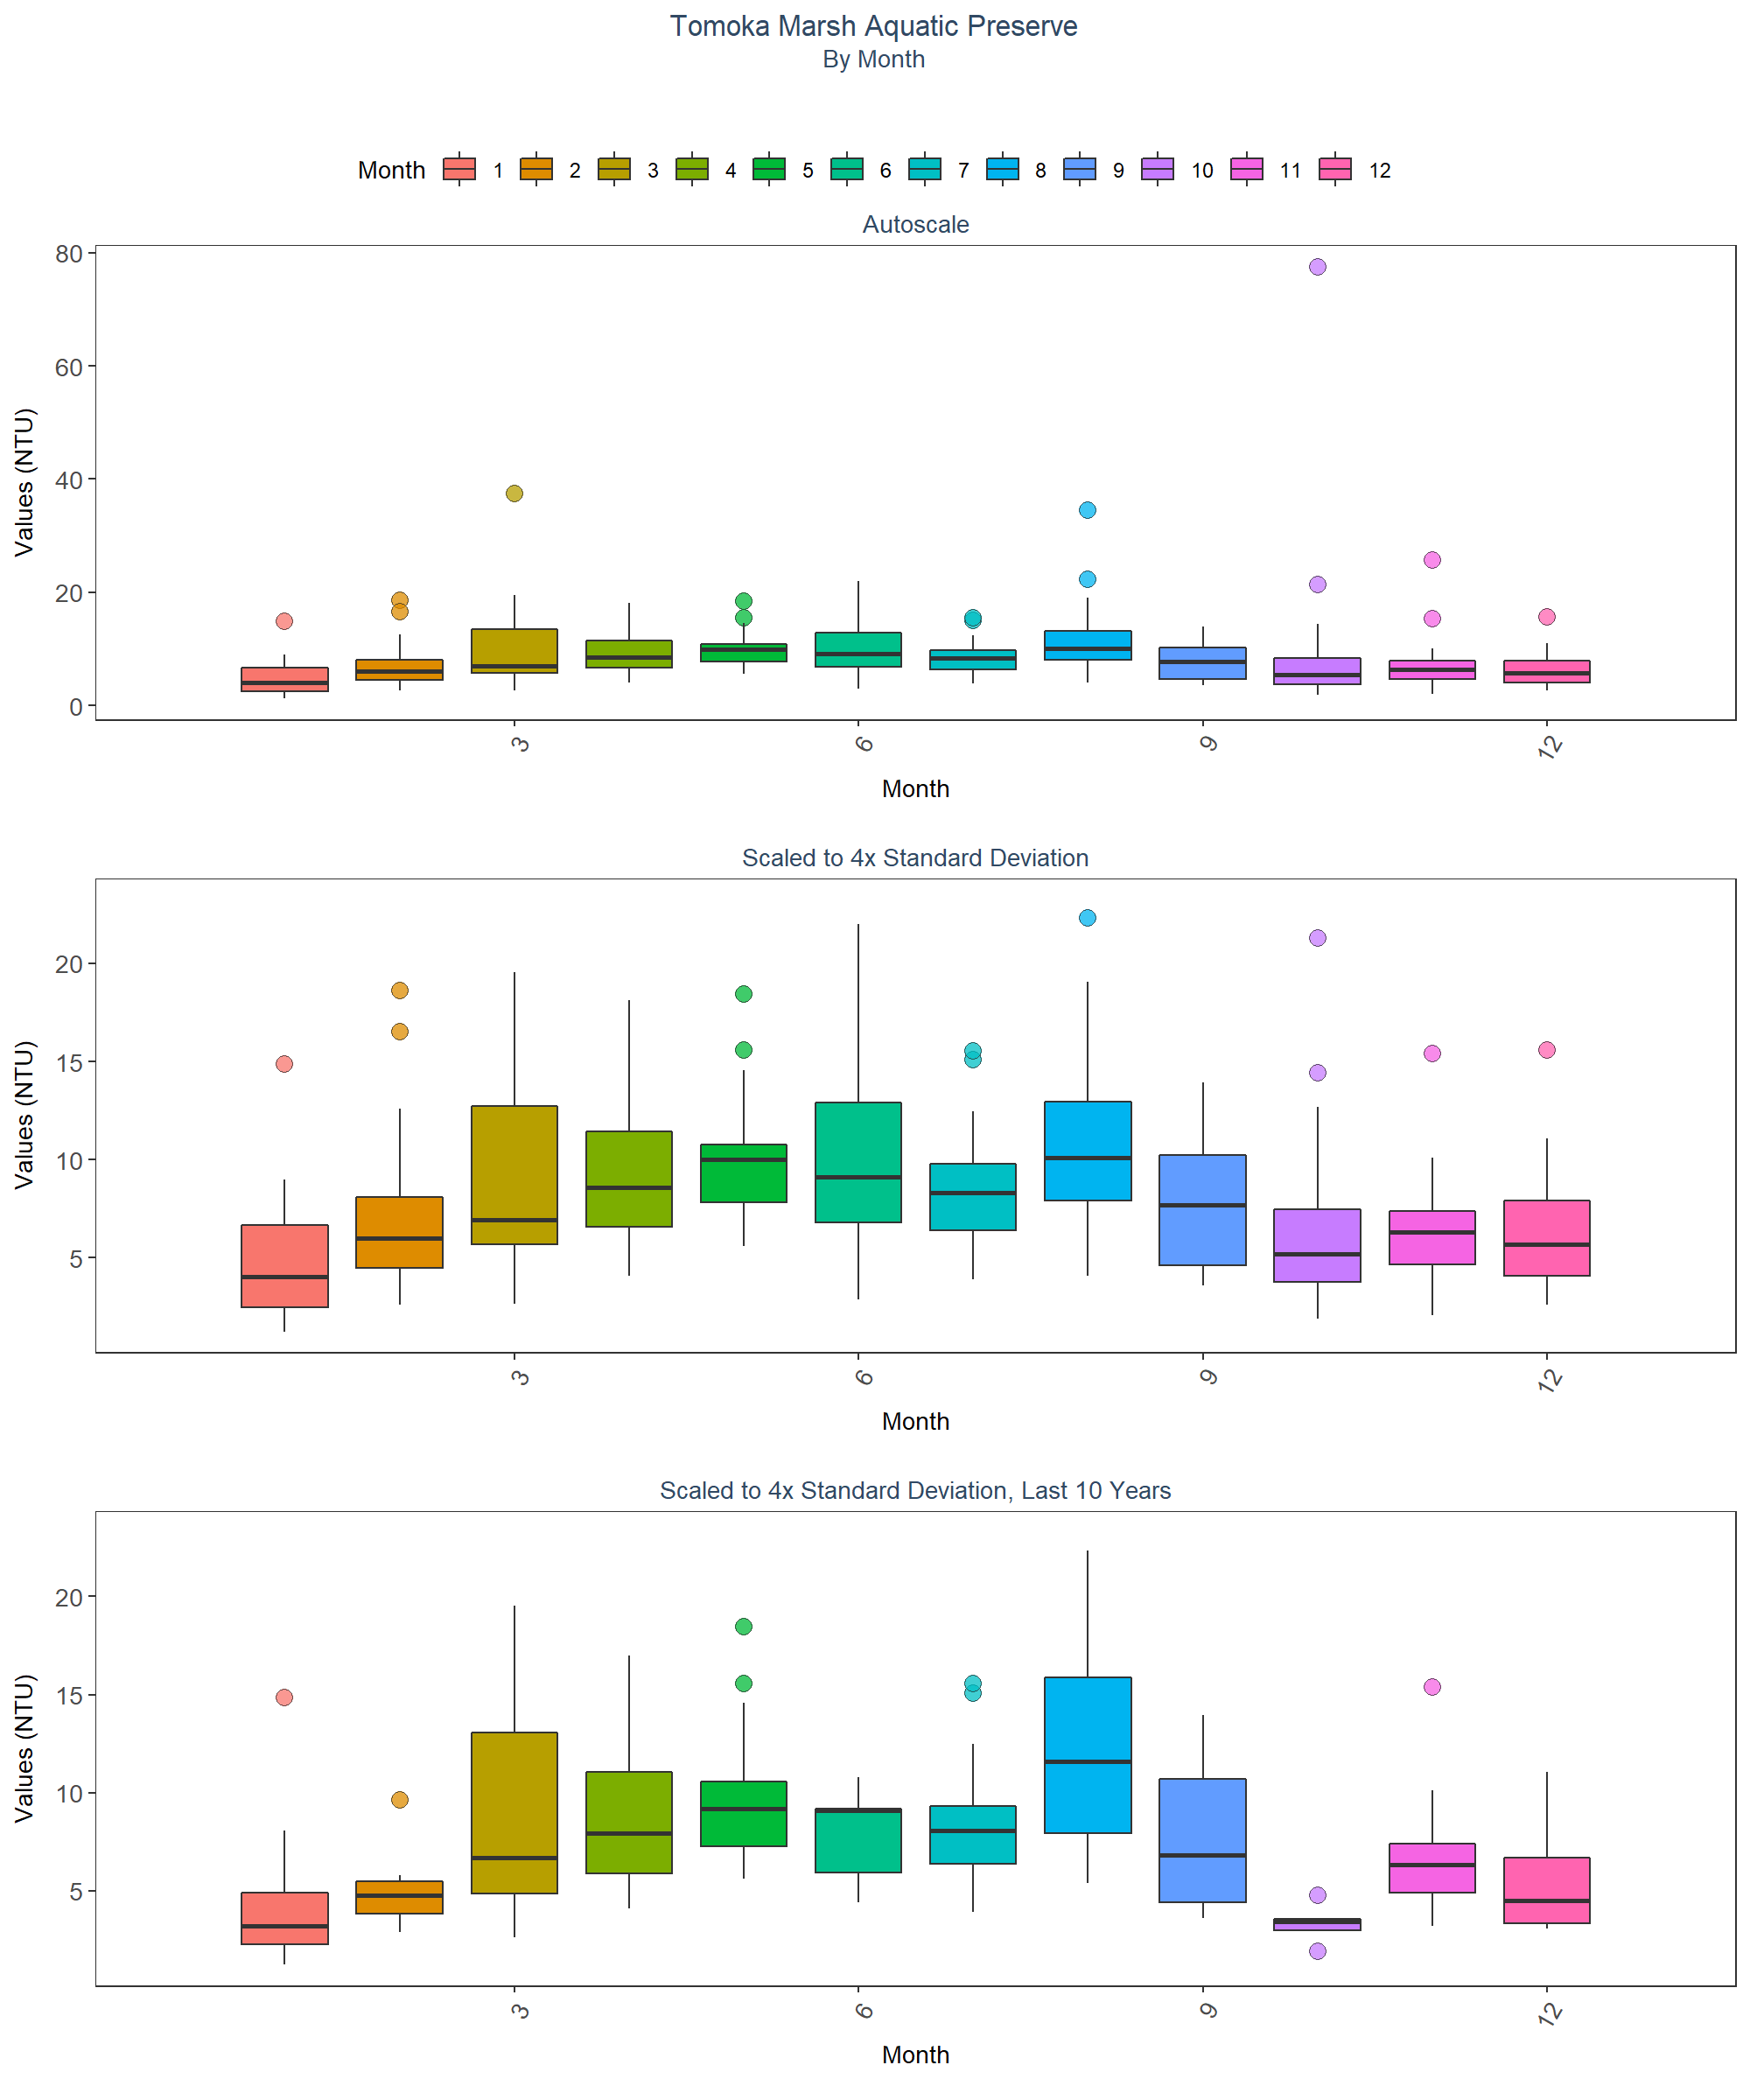 Tomoka Marsh Aquatic Preserve
By Month
Month 1 2 3 4 5 6 7 8 9 10 11 12
Autoscale
80
60
40
20
0
Values (NTU)
3 6 9 12
Month
Scaled to 4x Standard Deviation
20
15
10
5
Values (NTU)
3 6 9 12
Month
Scaled to 4x Standard Deviation, Last 10 Years
20
15
10
5
Values (NTU)
3 6 9 12
Month